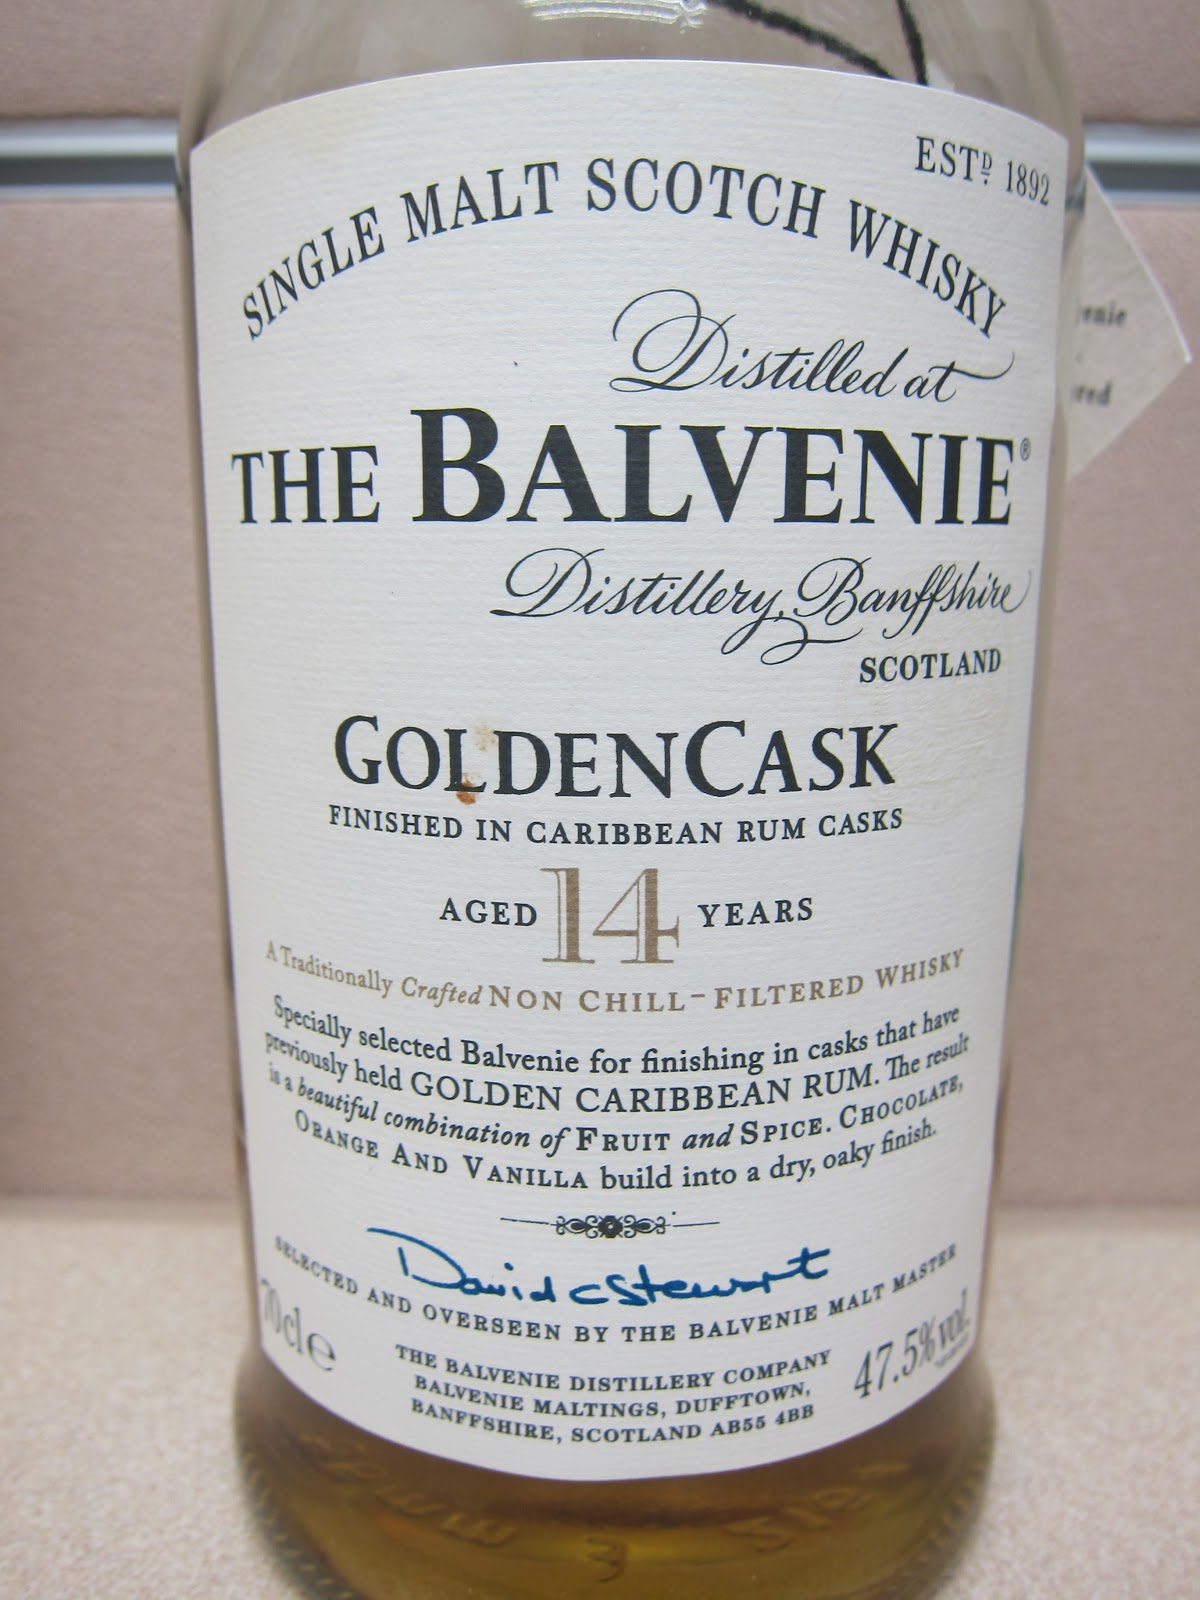 ESTD. 1892
SINGLE MALT SCOTCH WHISKY
Distilled at
THE BALVENIE®
Distillery, Banffshire
SCOTLAND
GOLDENCASK
FINISHED IN CARIBBEAN RUM CASKS
AGED 14 YEARS
A Traditionally Crafted NON CHILL-FILTERED WHISKY
Specially selected Balvenie for finishing in casks that have
previously held GOLDEN CARIBBEAN RUM. The result
is a beautiful combination of FRUIT and SPICE. CHOCOLATE,
ORANGE AND VANILLA build into a dry, oaky finish.
David C Stewart
SELECTED AND OVERSEEN BY THE BALVENIE MALT MASTER
70cl e
THE BALVENIE DISTILLERY COMPANY
BALVENIE MALTINGS, DUFFTOWN,
BANFFSHIRE, SCOTLAND AB55 4BB
47.5% vol.